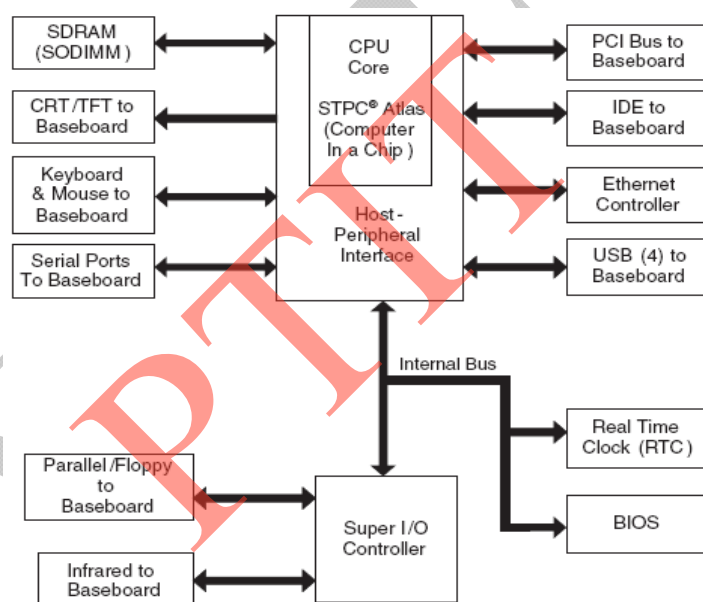 SDRAM
(SODIMM)
CRT/TFT to
Baseboard
Keyboard
& Mouse to
Baseboard
Serial Ports
To Baseboard
CPU
Core
STPC® Atlas
(Computer
In a Chip)
Host-
Peripheral
Interface
PCI Bus to
Baseboard
IDE to
Baseboard
Ethernet
Controller
USB (4) to
Baseboard
Internal Bus
Real Time
Clock (RTC)
BIOS
Parallel/Floppy
to
Baseboard
Infrared to
Baseboard
Super I/O
Controller
PTIT